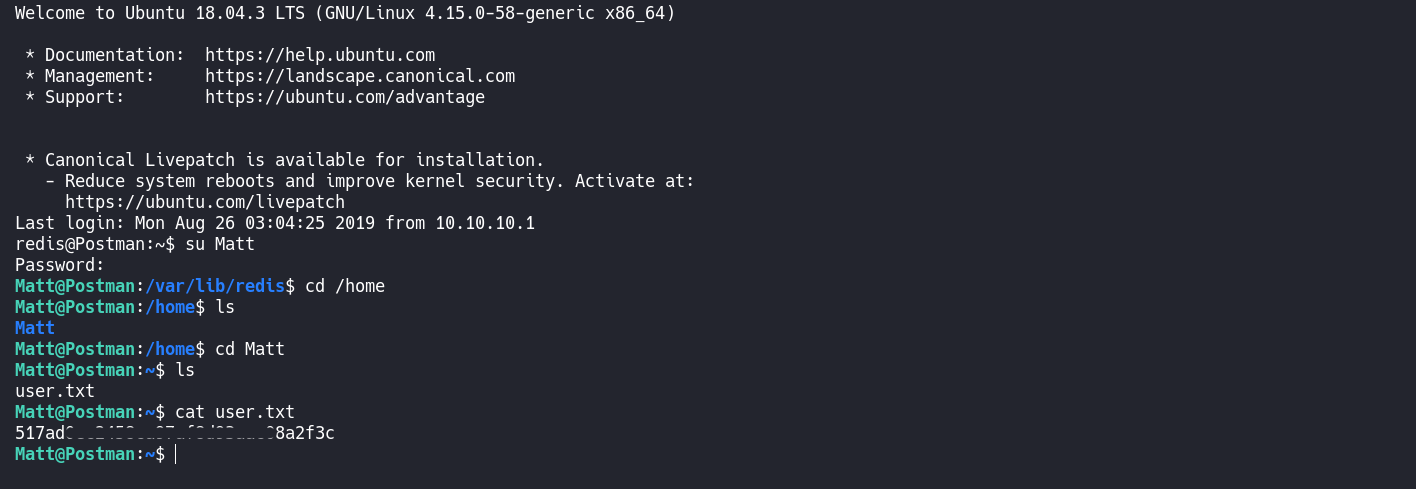 Welcome to Ubuntu 18.04.3 LTS (GNU/Linux 4.15.0-58-generic x86_64)
* Documentation:  https://help.ubuntu.com
* Management:     https://landscape.canonical.com
* Support:        https://ubuntu.com/advantage
* Canonical Livepatch is available for installation.
- Reduce system reboots and improve kernel security. Activate at:
https://ubuntu.com/livepatch
Last login: Mon Aug 26 03:04:25 2019 from 10.10.10.1
redis@Postman:~$ su Matt
Password:
Matt@Postman:/var/lib/redis$ cd /home
Matt@Postman:/home$ ls
Matt
Matt@Postman:/home$ cd Matt
Matt@Postman:~$ ls
user.txt
Matt@Postman:~$ cat user.txt
Matt@Postman:~$